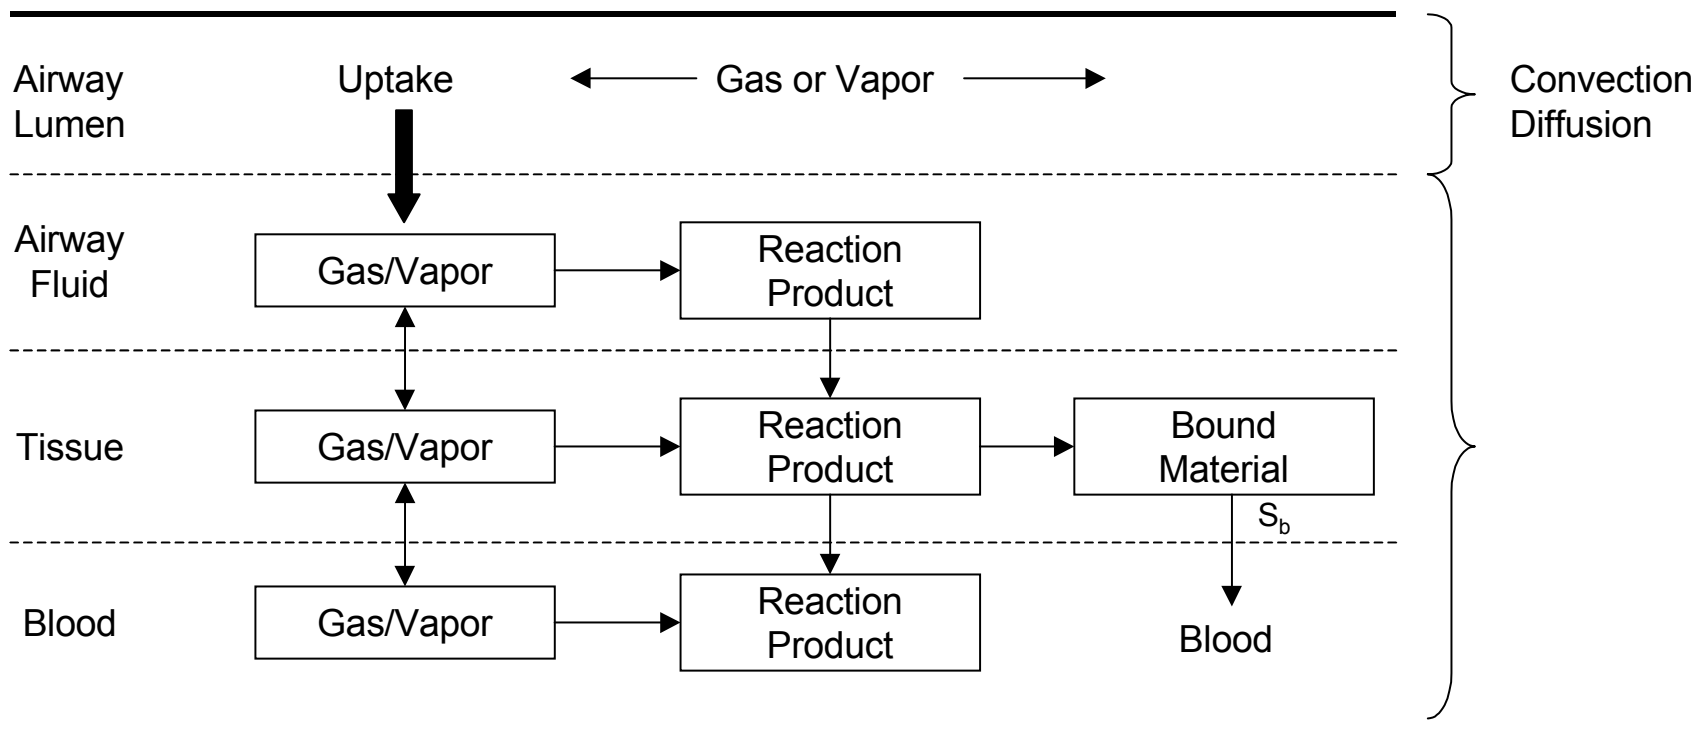 Airway
Lumen
Uptake
Gas or Vapor
Convection
Diffusion
Airway
Fluid
Gas/Vapor
Reaction
Product
Tissue
Gas/Vapor
Reaction
Product
Bound
Material
Sb
Blood
Gas/Vapor
Reaction
Product
Blood